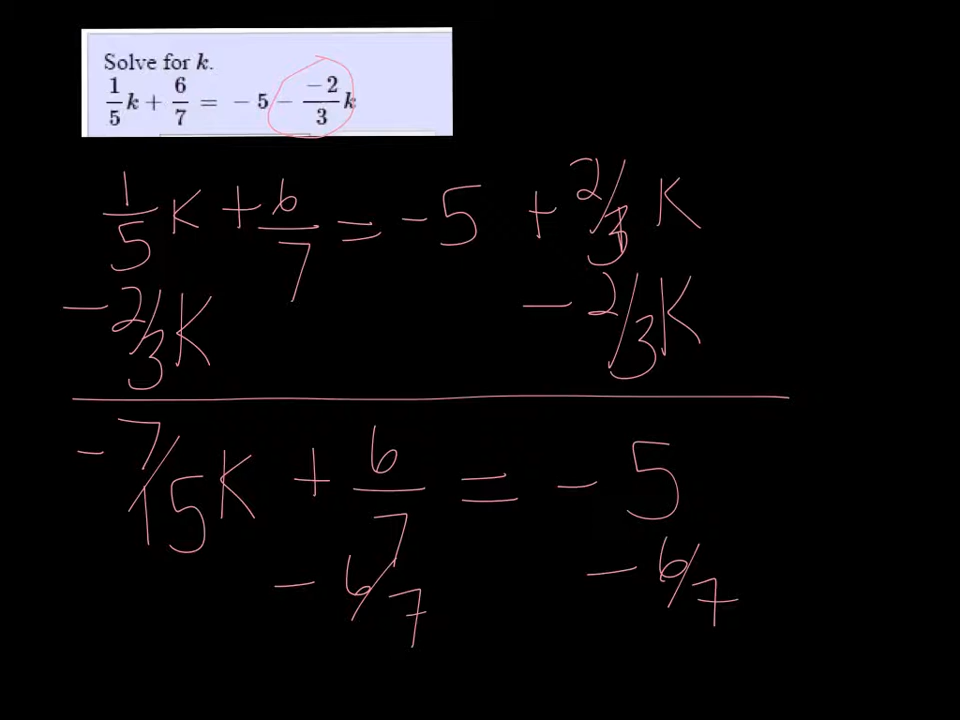 Solve for k.
1/5 k + 6/7 = -5 - -2/3 k
1/5 K + 6/7 = -5 + 2/3 K
- 2/3 K - 2/3 K
- 7/15 K + 6/7 = - 5
- 6/7 - 6/7